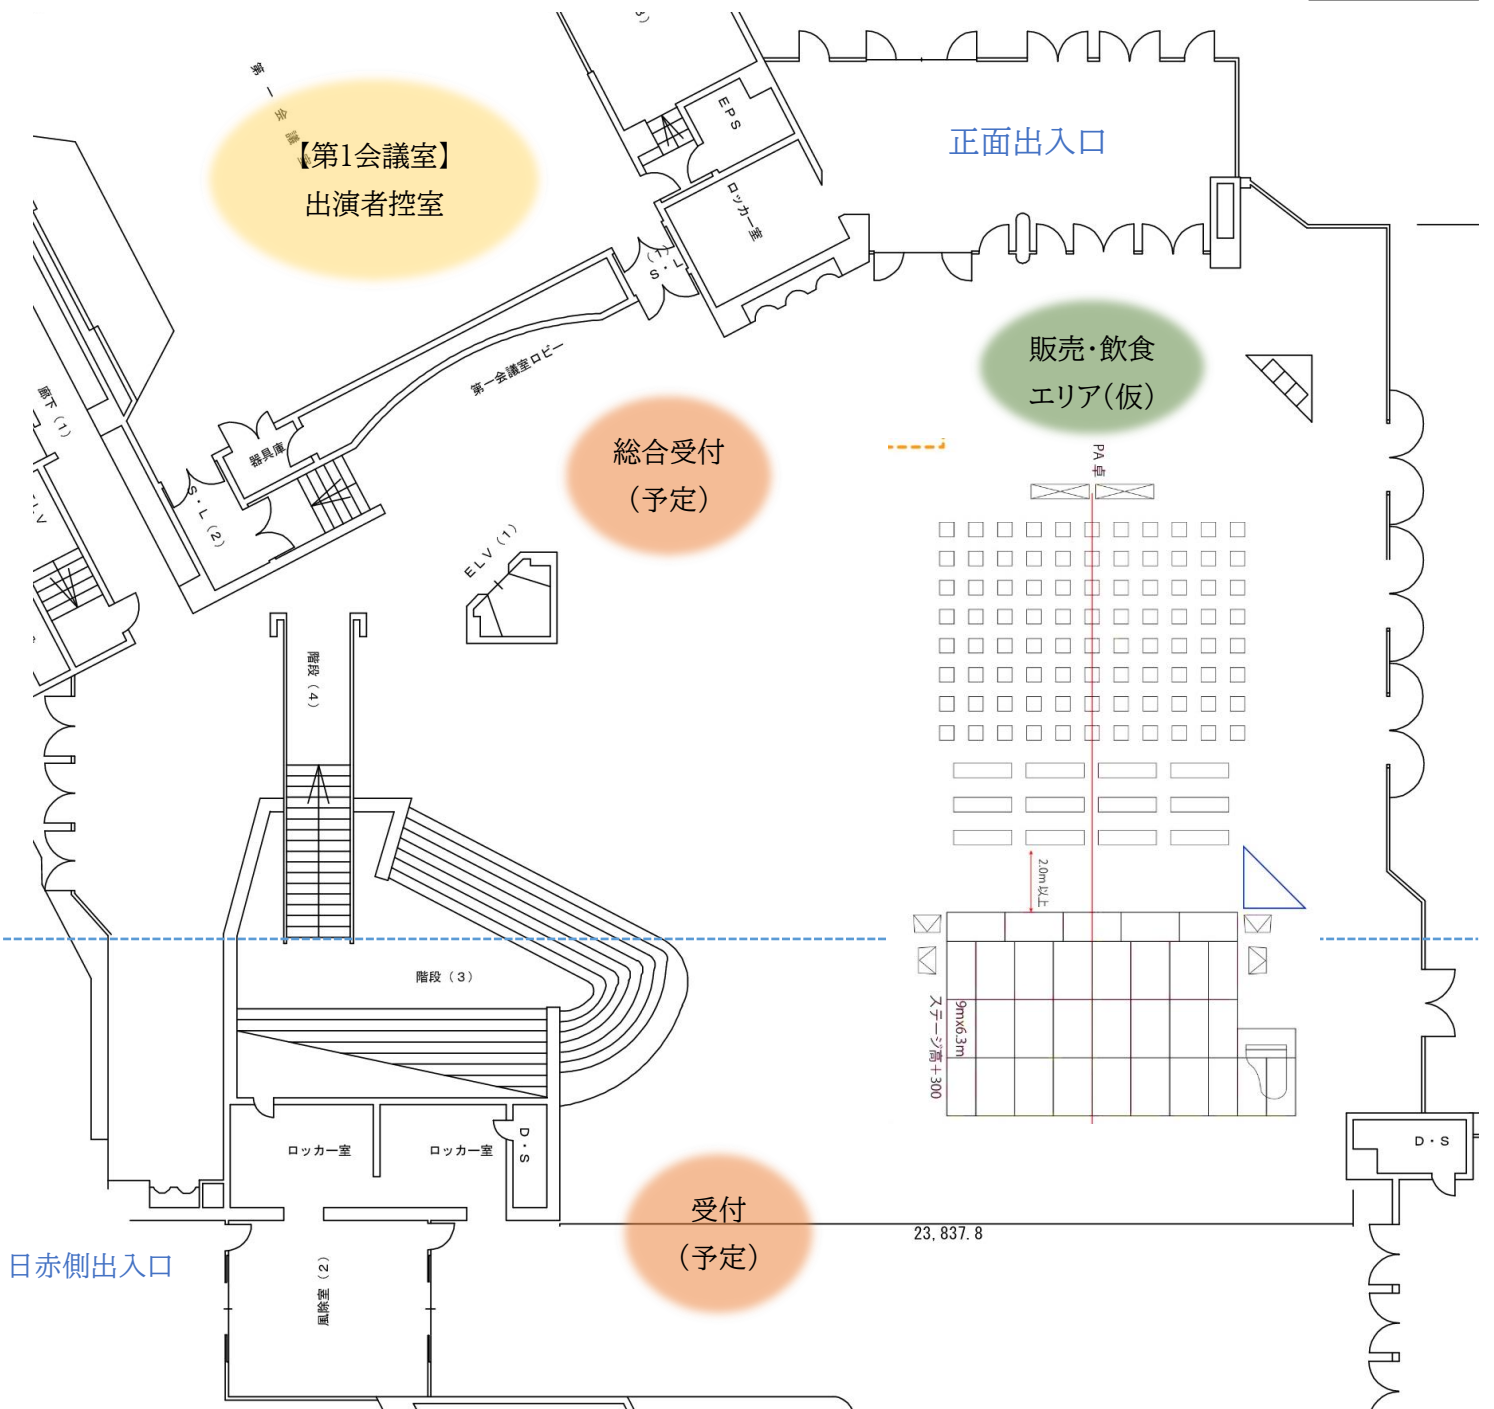 第一会議室
【第1会議室】
出演者控室
EPS
ロッカー室
正面出入口
(1)
S・L
第一会議室ロビー
販売・飲食
エリア(仮)
廊下(1)
器具庫
総合受付
(予定)
PA卓
S・L(2)
ELV(1)
階段(4)
2.0m以上
階段(3)
9mx6.3m
ステージ高+300
ロッカー室
ロッカー室
D・S
D・S
受付
(予定)
23,837.8
日赤側出入口
風除室(2)